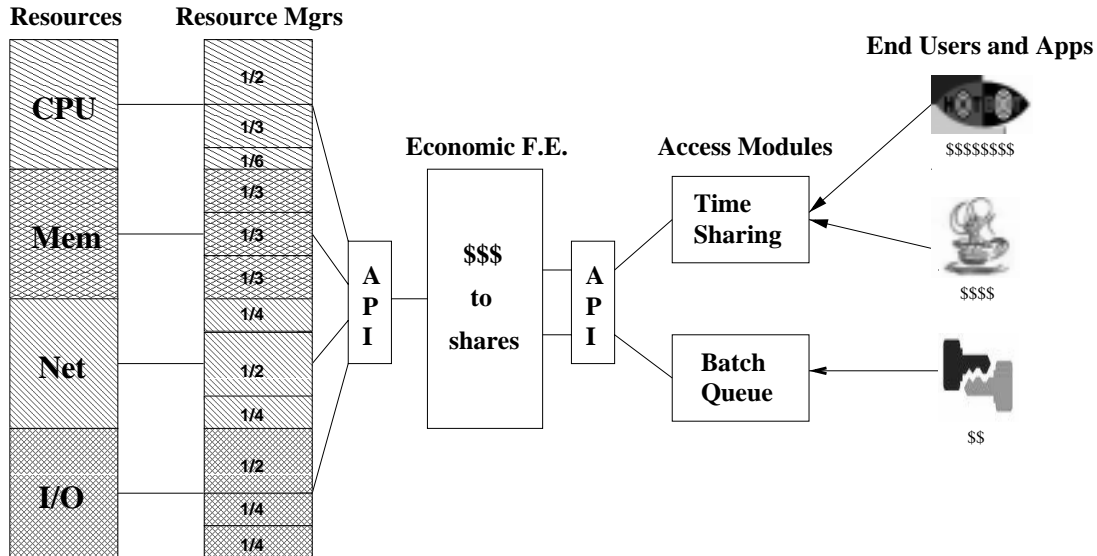 Resources
Resource Mgrs
End Users and Apps
Economic F.E.
Access Modules
CPU
1/2
1/3
1/6
Mem
1/3
1/3
1/3
Net
1/4
1/2
1/4
I/O
1/2
1/4
1/4
A
P
I
$$$
to
shares
A
P
I
Time
Sharing
Batch
Queue
HOTBOT
$$$$$$$$
$$$$
$$